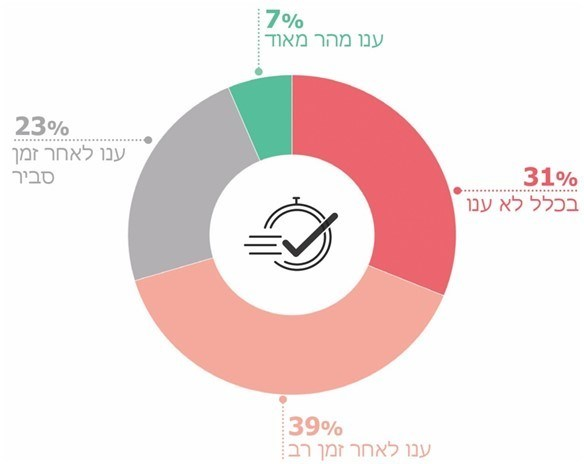 7%
ענו מהר מאוד
23%
ענו לאחר זמן
סביר
31%
בכלל לא ענו
39%
ענו לאחר זמן רב